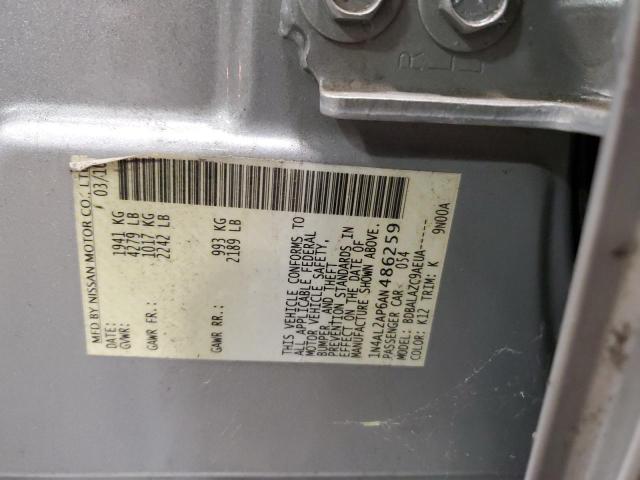 MFD BY NISSAN MOTOR CO., LT
DATE: 03/10
GVWR: 1941 KG
4279 LB
GAWR FR: 1017 KG
2242 LB
GAWR RR: 993 KG
2189 LB
THIS VEHICLE CONFORMS TO
ALL APPLICABLE FEDERAL
MOTOR VEHICLE SAFETY,
BUMPER AND THEFT
PREVENTION STANDARDS IN
EFFECT ON THE DATE OF
MANUFACTURE SHOWN ABOVE.
1N4AL2AP6AN486259
PASSENGER CAR 034
MODEL: BDBALAZC9AEUA-----
COLOR: K12 TRIM: K 9N00A
R